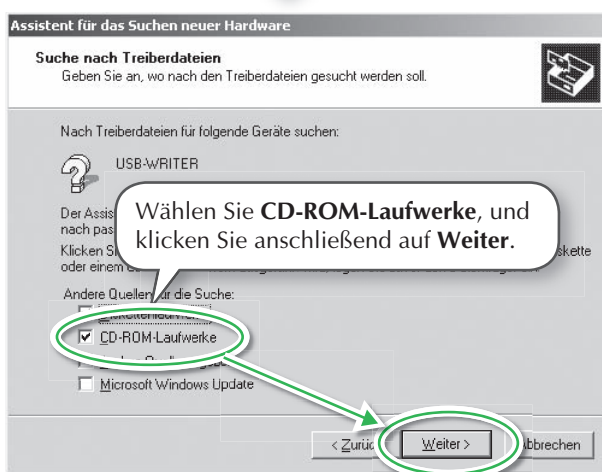 Assistent für das Suchen neuer Hardware
Suche nach Treiberdateien
Geben Sie an, wo nach den Treiberdateien gesucht werden soll.
Nach Treiberdateien für folgende Geräte suchen:
USB-WRITER
Wählen Sie CD-ROM-Laufwerke, und
klicken Sie anschließend auf Weiter.
Der
nach
Klicken
oder einem
Andere Quellen für die Suche:
CD-ROM-Laufwerke
Microsoft Windows Update
< Zurück
Weiter >
Abbrechen